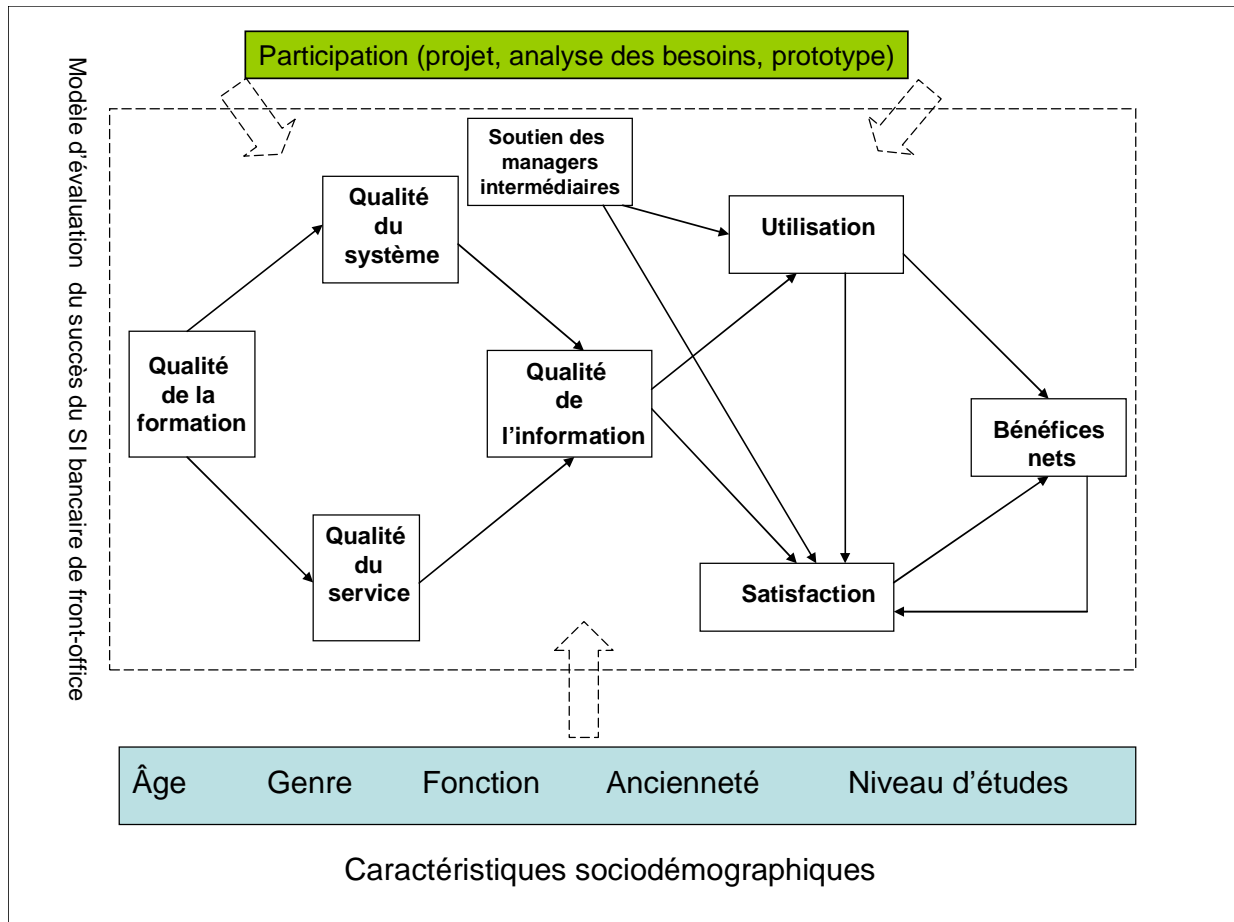 Participation (projet, analyse des besoins, prototype)
Modèle d'évaluation du succès du SI bancaire de front-office
Soutien des
managers
intermédiaires
Qualité
du
système
Utilisation
Qualité
de la
formation
Qualité
de
l'information
Bénéfices
nets
Qualité
du
service
Satisfaction
Âge Genre Fonction Ancienneté Niveau d'études
Caractéristiques sociodémographiques